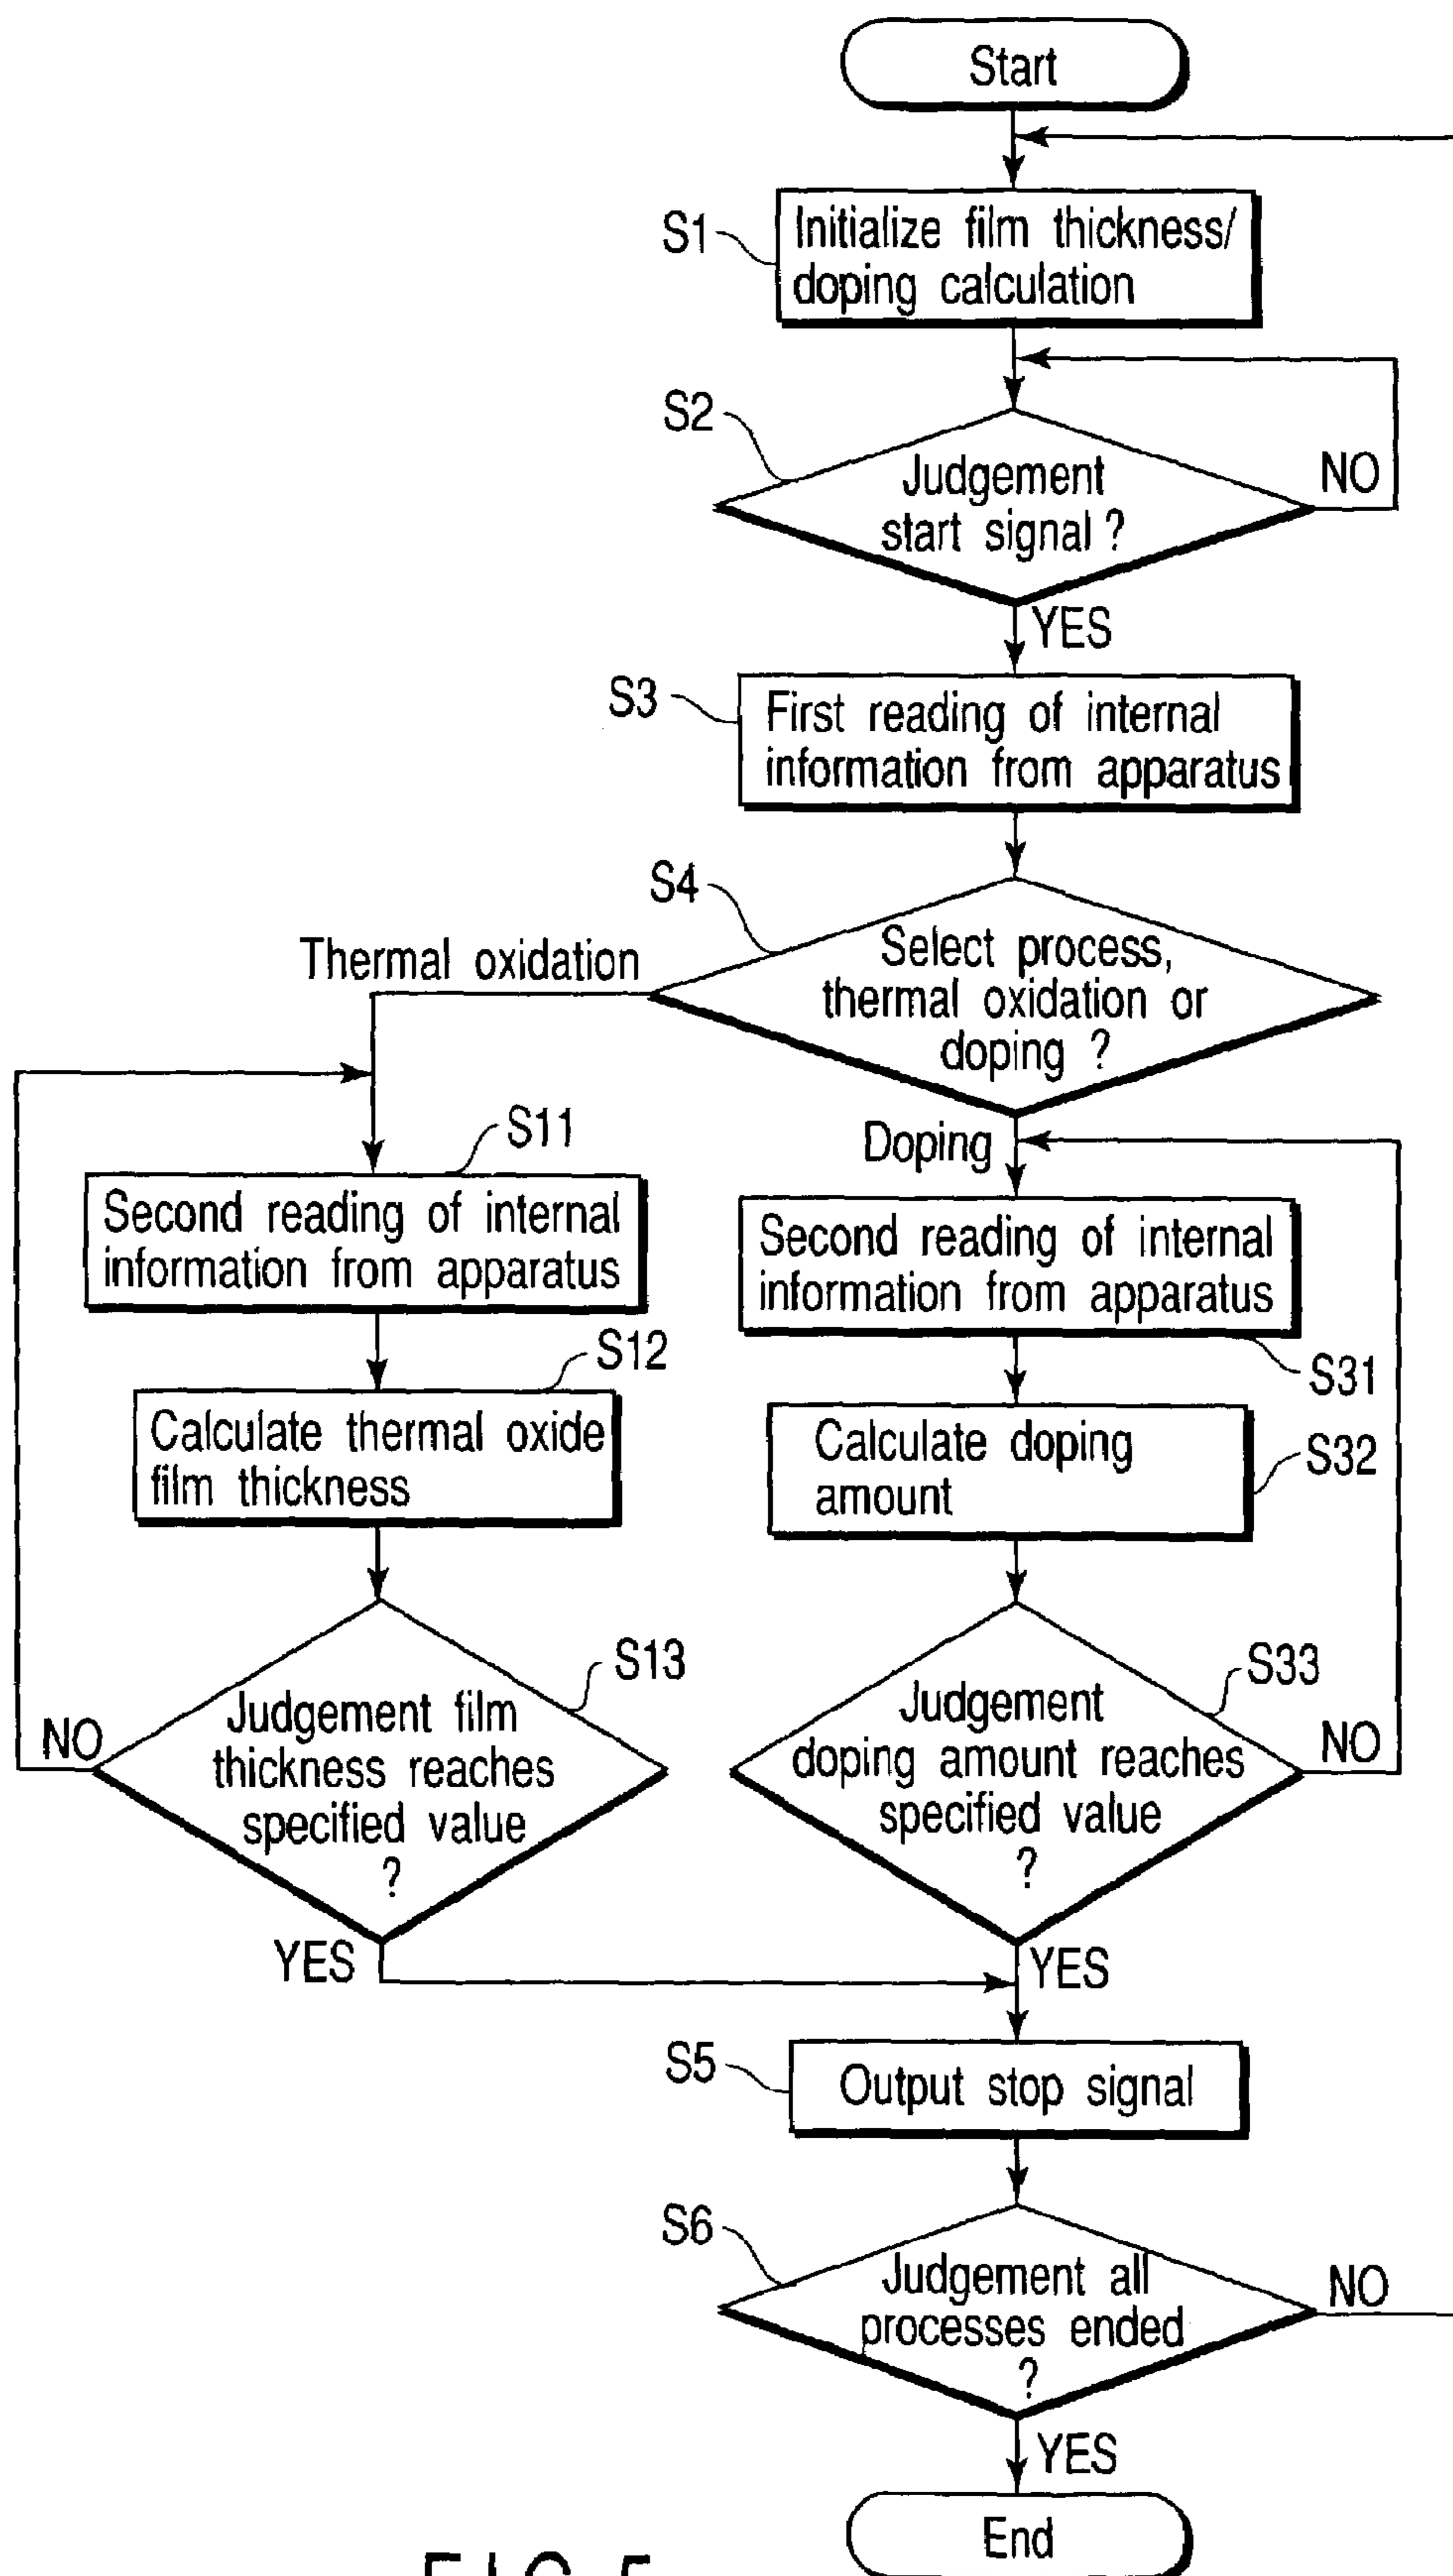 Start
S1
Initialize film thickness/
doping calculation
S2
Judgement
start signal ?
NO
YES
S3
First reading of internal
information from apparatus
S4
Select process,
thermal oxidation or
doping ?
Thermal oxidation
Doping
S11
Second reading of internal
information from apparatus
Second reading of internal
information from apparatus
S31
S12
Calculate thermal oxide
film thickness
Calculate doping
amount
S32
S13
Judgement film
thickness reaches
specified value
?
NO
YES
S33
Judgement
doping amount reaches
specified value
?
NO
YES
S5
Output stop signal
S6
Judgement all
processes ended
?
NO
YES
End
FIG. 5